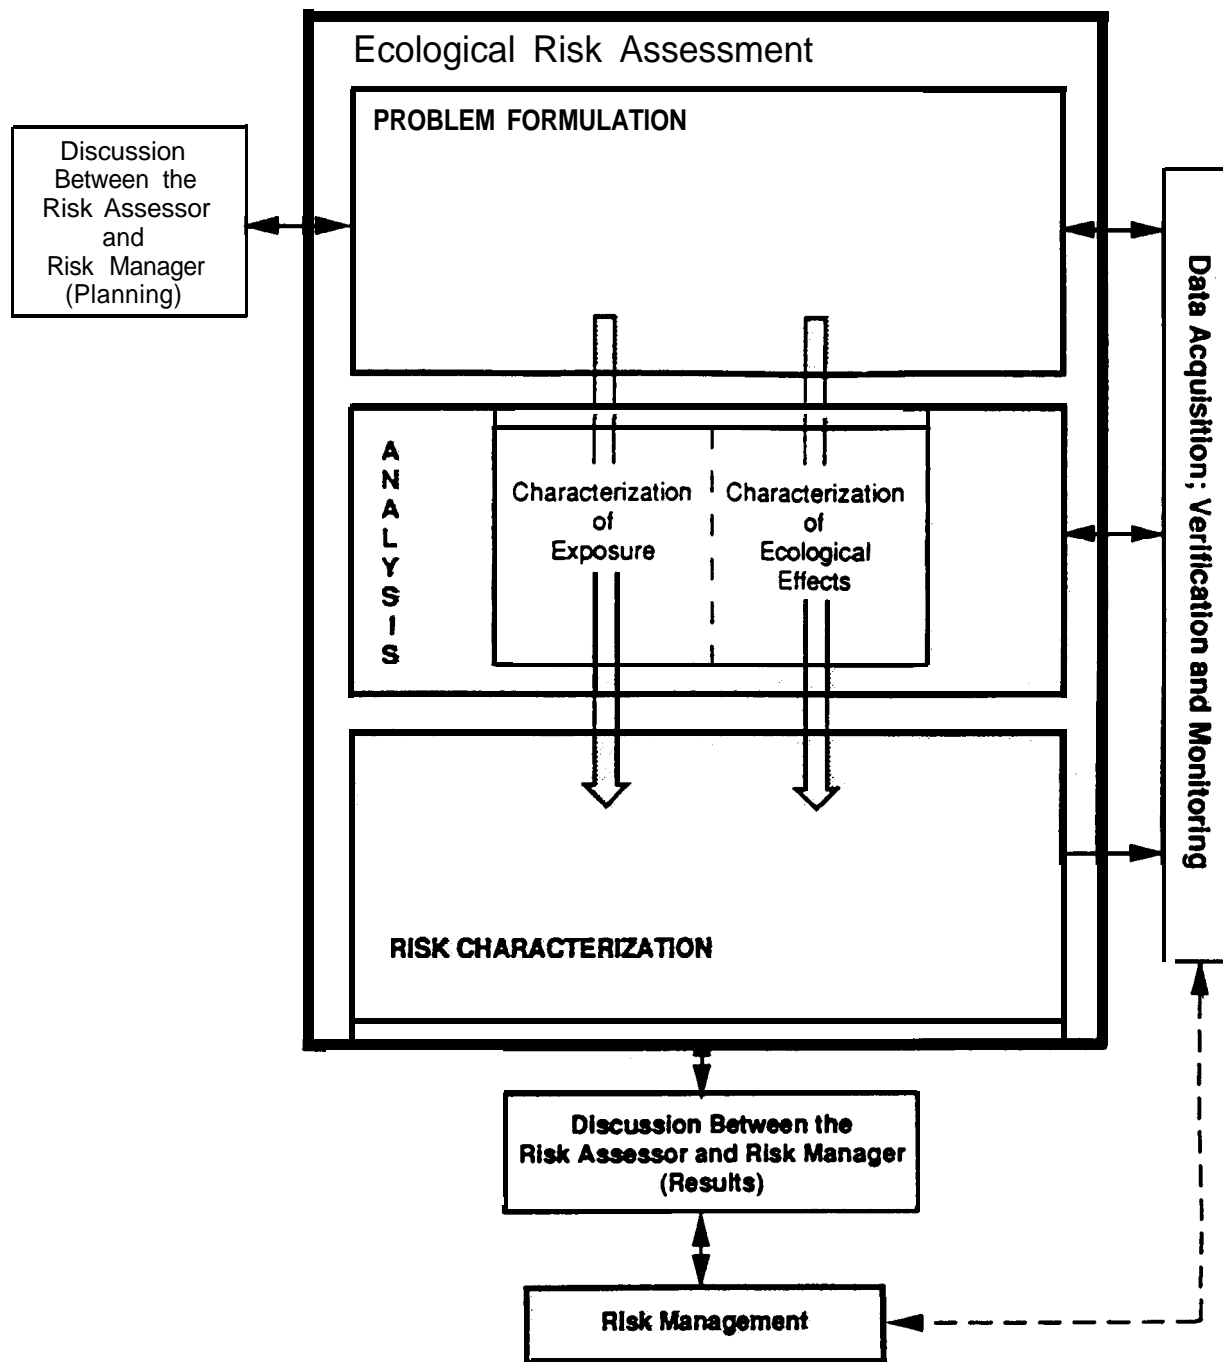 Ecological Risk Assessment
PROBLEM FORMULATION
Discussion
Between the
Risk Assessor
and
Risk Manager
(Planning)
Data Acquisition; Verification and Monitoring
ANALYSIS
Characterization
of
Exposure
Characterization
of
Ecological
Effects
RISK CHARACTERIZATION
Discussion Between the
Risk Assessor and Risk Manager
(Results)
Risk Management